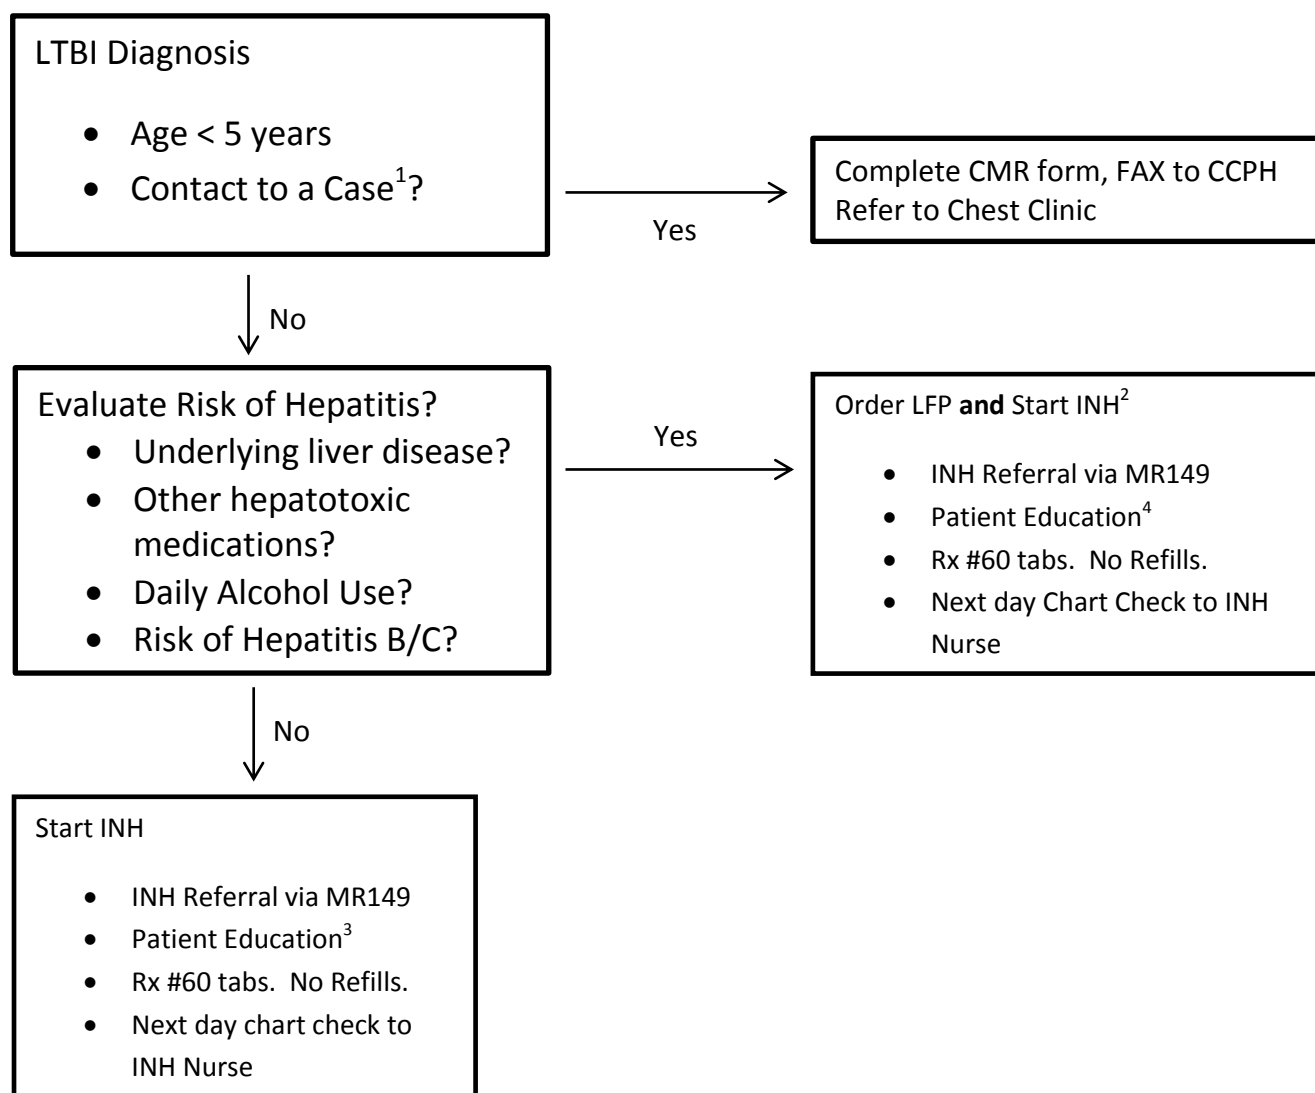 LTBI Diagnosis
• Age < 5 years
• Contact to a Case¹?
Yes
Complete CMR form, FAX to CCPH
Refer to Chest Clinic
No
Evaluate Risk of Hepatitis?
• Underlying liver disease?
• Other hepatotoxic
medications?
• Daily Alcohol Use?
• Risk of Hepatitis B/C?
Yes
Order LFP and Start INH²
• INH Referral via MR149
• Patient Education⁴
• Rx #60 tabs.  No Refills.
• Next day Chart Check to INH
Nurse
No
Start INH
• INH Referral via MR149
• Patient Education³
• Rx #60 tabs.  No Refills.
• Next day chart check to
INH Nurse